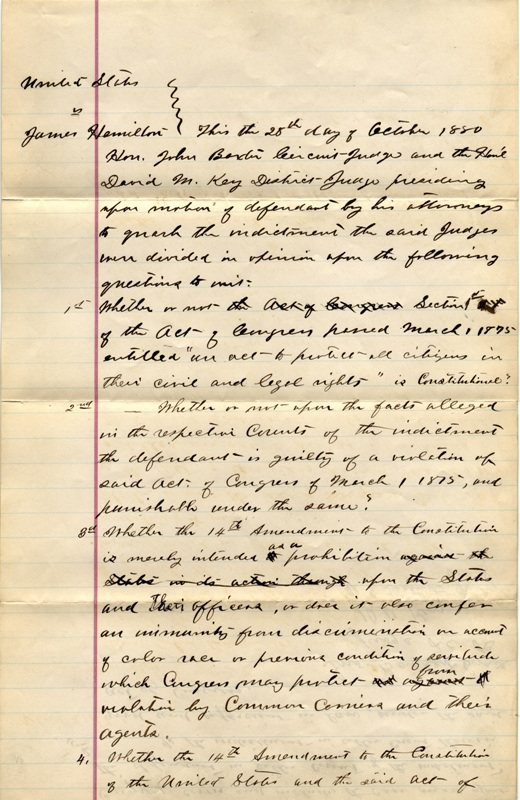 United States
vs
James Hamilton } This the 28th day of October 1880
Hon. John Baxter Circuit Judge and the Honl
David M. Key District Judge presiding
upon motion of defendant by his attorneys
to quash the indictment the said Judges
were divided in opinion upon the following
questions to wit:
1st Whether or not the Act of Congress Section
of the Act of Congress passed March 1 1875
entitled "an act to protect all citizens in
their civil and legal rights" is Constitutional?
2nd — Whether or not upon the facts alleged
in the respective Counts of the indictment
the defendant is guilty of a violation of
said Act of Congress of March 1 1875, and
punishable under the same?
3d Whether the 14th Amendment to the Constitution
is merely intended as a prohibition against the
States or its action through upon the States
and their officers, or does it also confer
an immunity from discrimination on account
of color race or previous condition of servitude
which Congress may protect against from
violation by Common Carriers and their
agents.
4. Whether the 14th Amendment to the Constitution
of the United States and the said act of